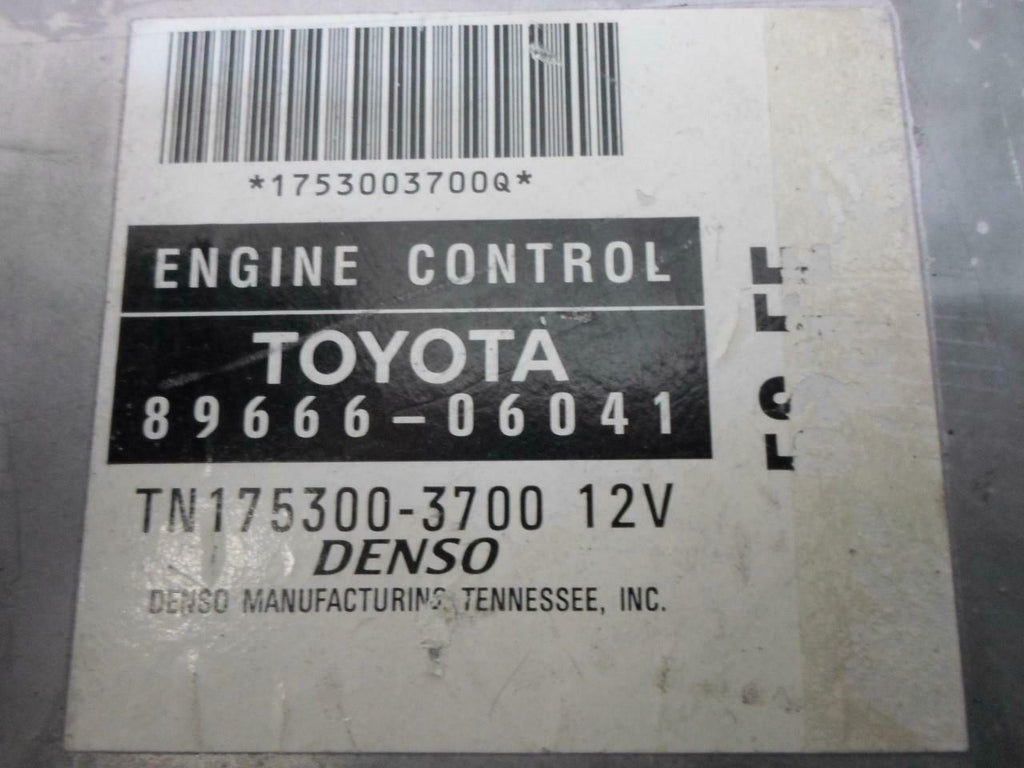 *1753003700Q*
ENGINE CONTROL
TOYOTA
89666-06041
TN175300-3700 12V
DENSO
DENSO MANUFACTURING TENNESSEE, INC.